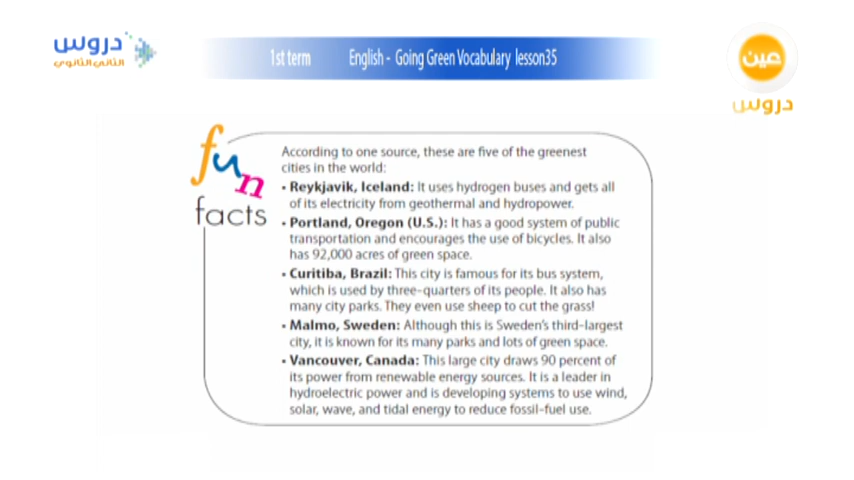 دروس
الثاني الثانوي
1st term English - Going Green Vocabulary lesson35
عين
دروس
fun
facts
According to one source, these are five of the greenest
cities in the world:
• Reykjavik, Iceland: It uses hydrogen buses and gets all
of its electricity from geothermal and hydropower.
• Portland, Oregon (U.S.): It has a good system of public
transportation and encourages the use of bicycles. It also
has 92,000 acres of green space.
• Curitiba, Brazil: This city is famous for its bus system,
which is used by three-quarters of its people. It also has
many city parks. They even use sheep to cut the grass!
• Malmo, Sweden: Although this is Sweden's third-largest
city, it is known for its many parks and lots of green space.
• Vancouver, Canada: This large city draws 90 percent of
its power from renewable energy sources. It is a leader in
hydroelectric power and is developing systems to use wind,
solar, wave, and tidal energy to reduce fossil-fuel use.